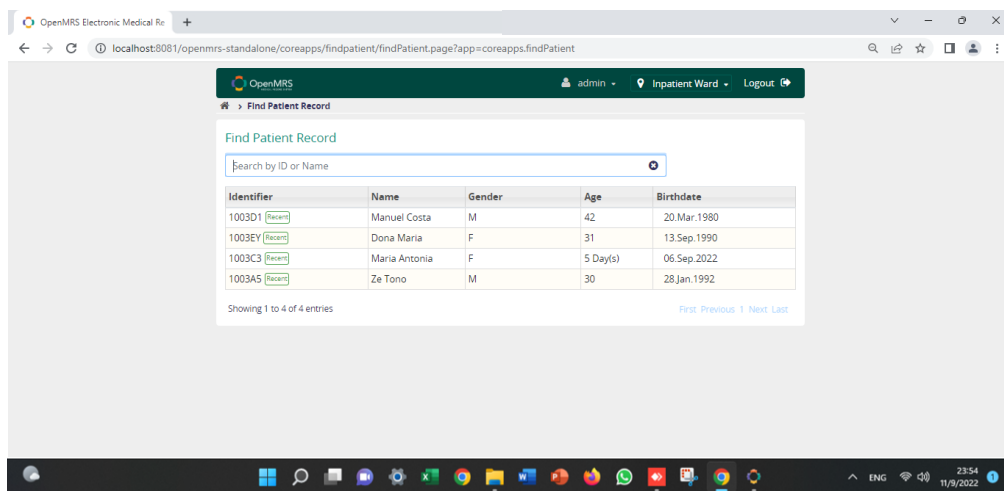 OpenMRS Electronic Medical Re
localhost:8081/openmrs-standalone/coreapps/findpatient/findPatient.page?app=coreapps.findPatient
OpenMRS admin Inpatient Ward Logout
Find Patient Record
Find Patient Record
Search by ID or Name
Identifier Name Gender Age Birthdate
1003D1 Recent Manuel Costa M 42 20.Mar.1980
1003EY Recent Dona Maria F 31 13.Sep.1990
1003C3 Recent Maria Antonia F 5 Day(s) 06.Sep.2022
1003A5 Recent Ze Tono M 30 28.Jan.1992
Showing 1 to 4 of 4 entries First Previous 1 Next Last
ENG 23:54
11/9/2022 1